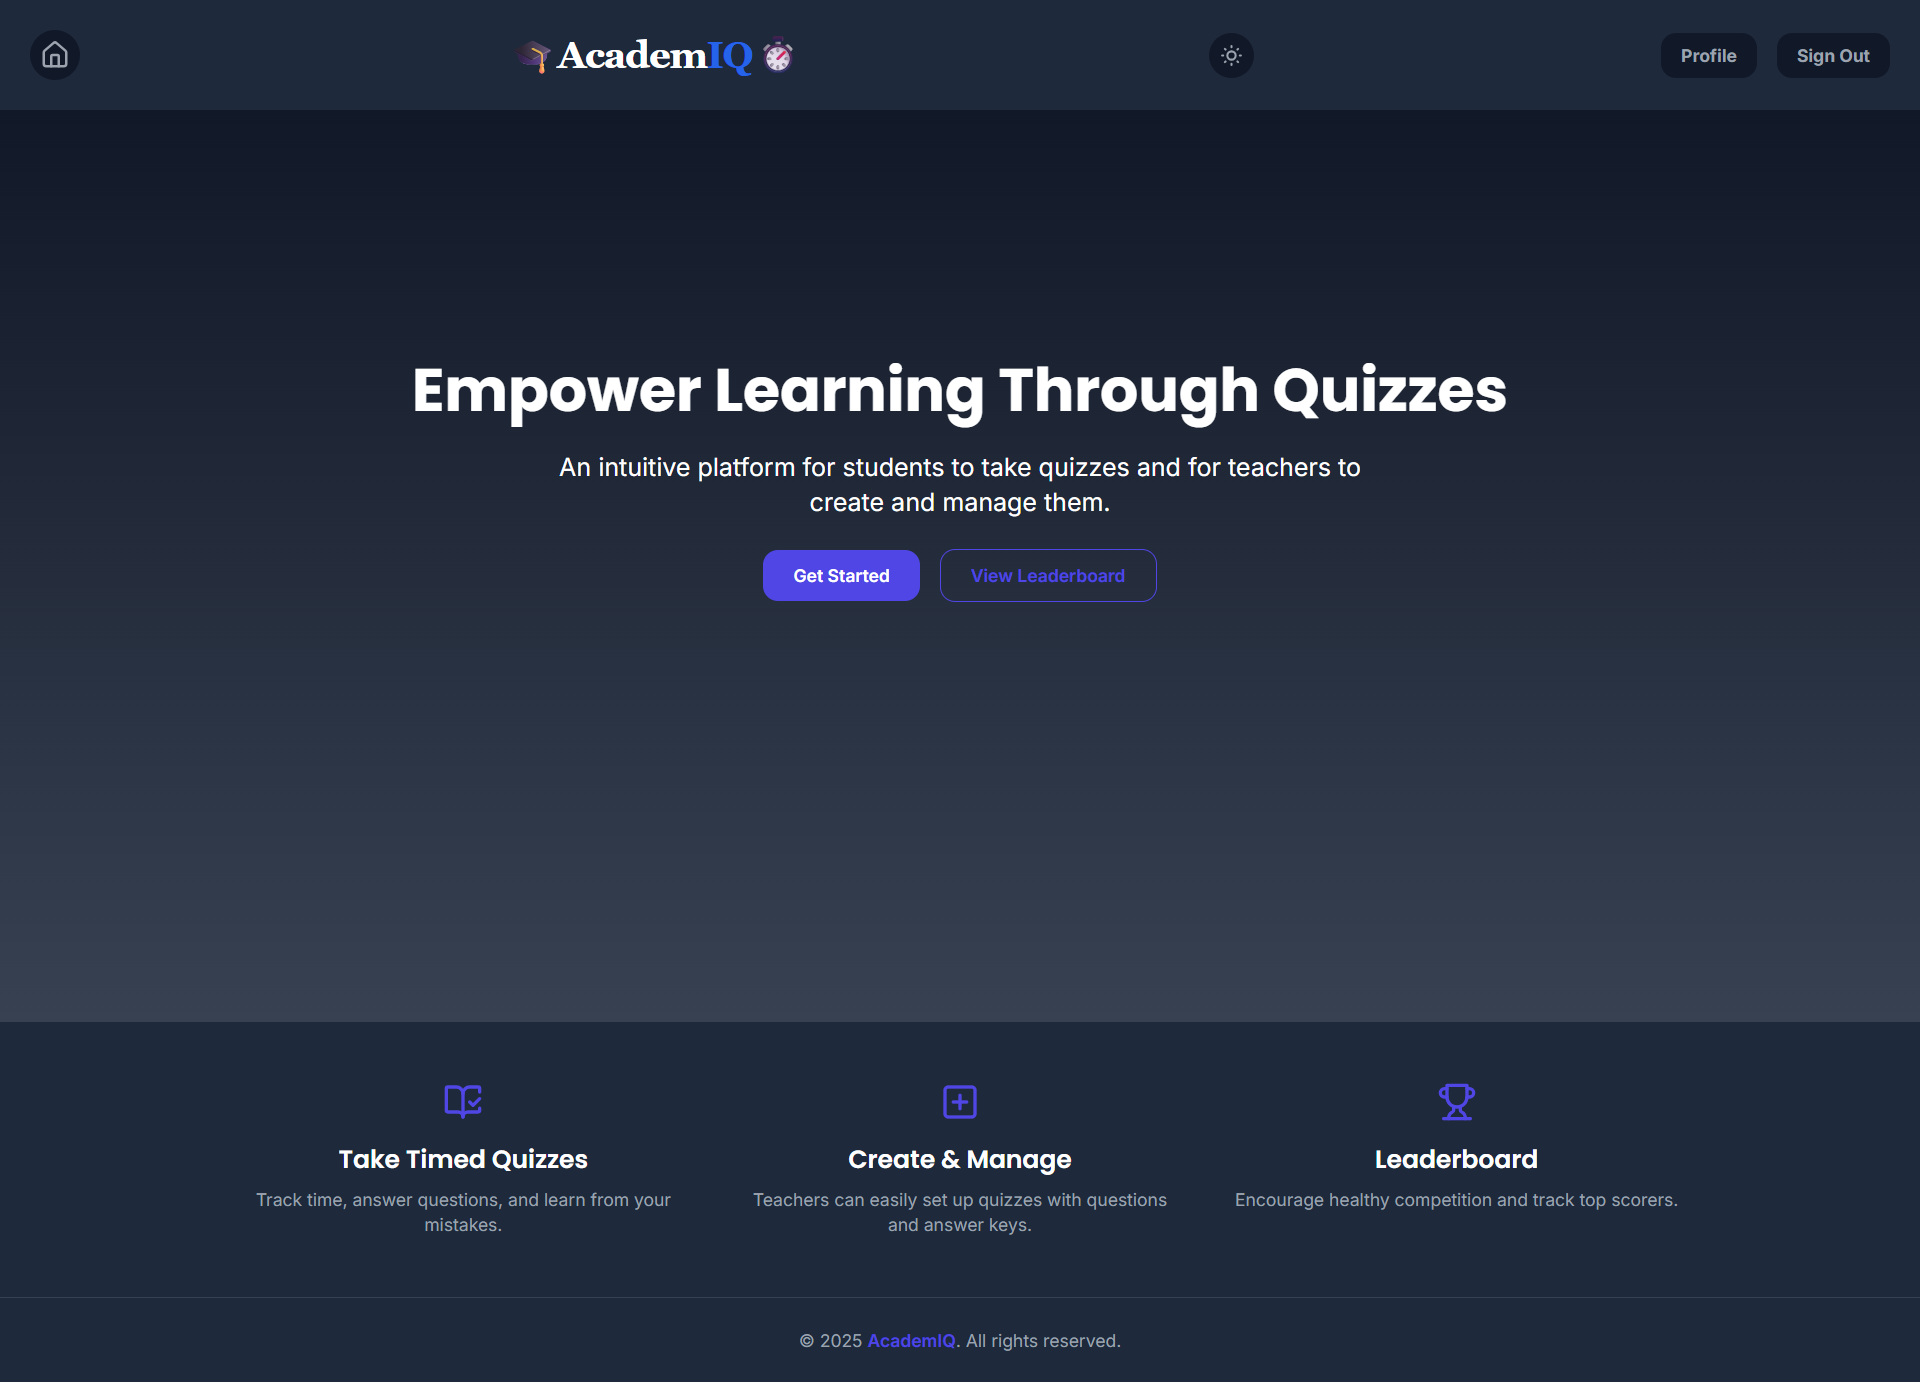 AcademIQ
Profile
Sign Out
Empower Learning Through Quizzes
An intuitive platform for students to take quizzes and for teachers to
create and manage them.
Get Started
View Leaderboard
Take Timed Quizzes
Track time, answer questions, and learn from your
mistakes.
Create & Manage
Teachers can easily set up quizzes with questions
and answer keys.
Leaderboard
Encourage healthy competition and track top scorers.
© 2025 AcademIQ. All rights reserved.